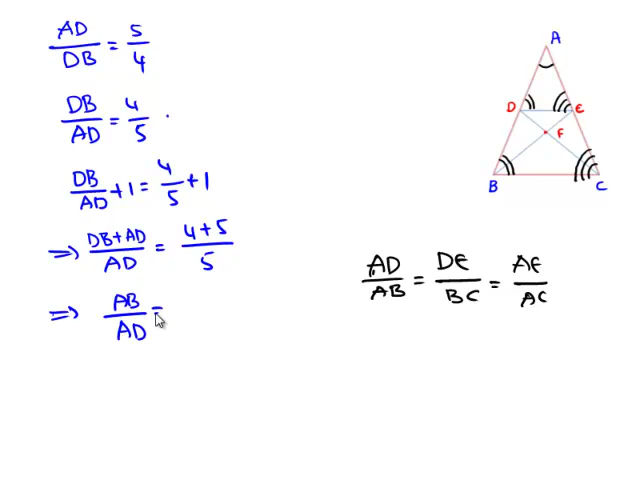 AD/DB = 5/4
DB/AD = 4/5 .
DB/AD + 1 = 4/5 + 1
⇒ DB+AD/AD = 4+5/5
⇒ AB/AD =
A
D E
F
B C
AD/AB = DE/BC = AE/AC